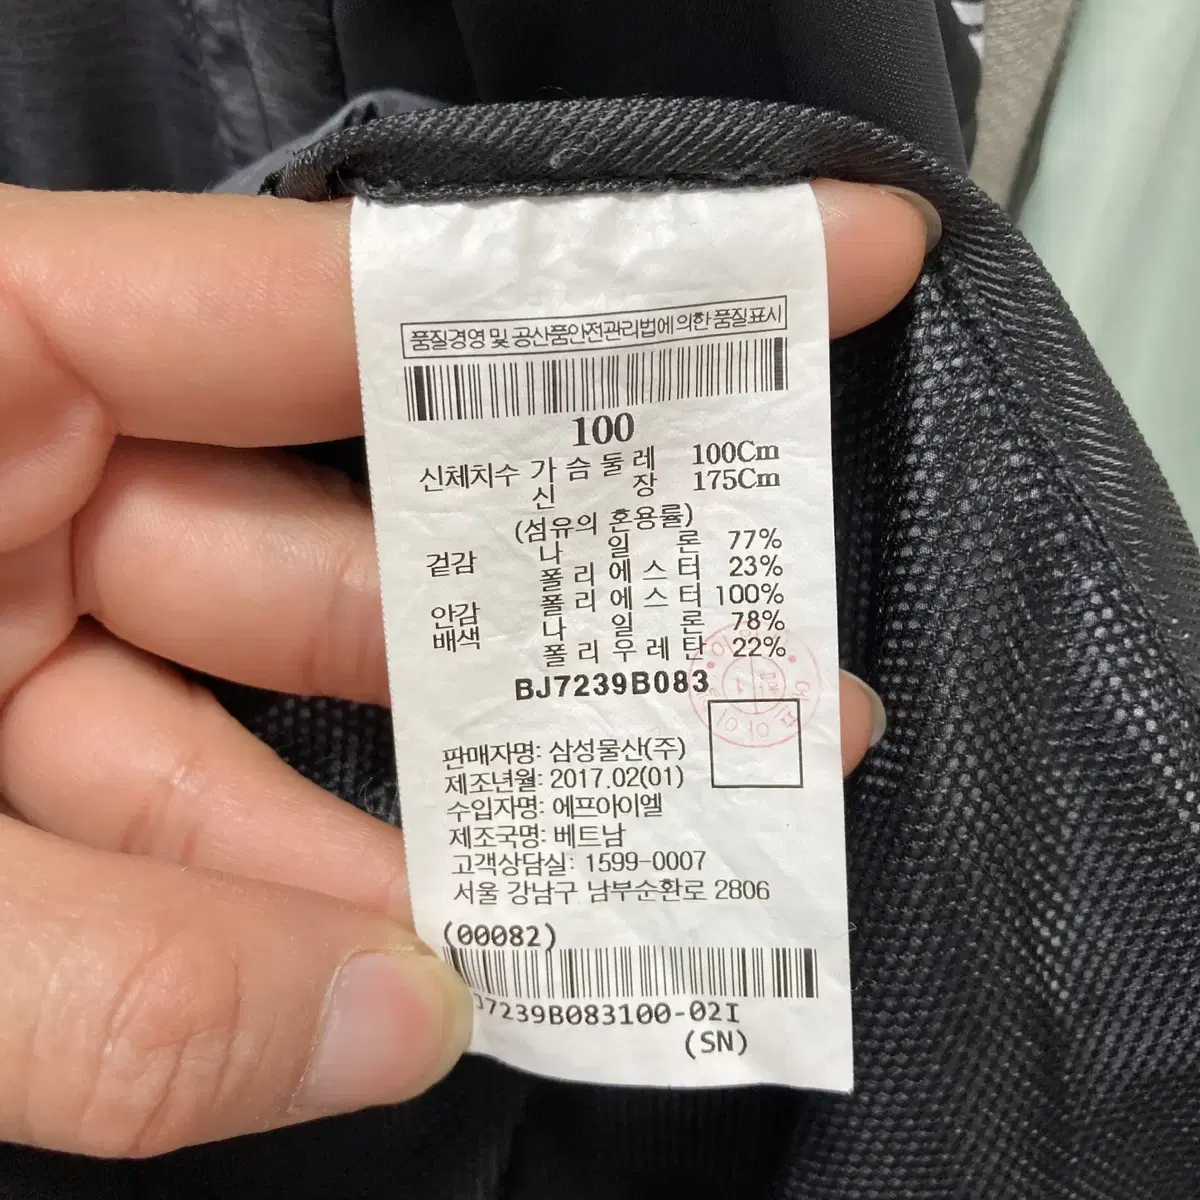 품질경영 및 공산품안전관리법에 의한 품질표시
100
신체치수 가슴둘레 100Cm
신장 175Cm
(섬유의 혼용률)
겉감 나일론 77%
폴리에스터 23%
안감 폴리에스터 100%
배색 나일론 78%
폴리우레탄 22%
BJ7239B083
판매자명: 삼성물산(주)
제조년월: 2017.02(01)
수입자명: 에프아이엘
제조국명: 베트남
고객상담실: 1599-0007
서울 강남구 남부순환로 2806
(00082)
J7239B083100-02I
(SN)